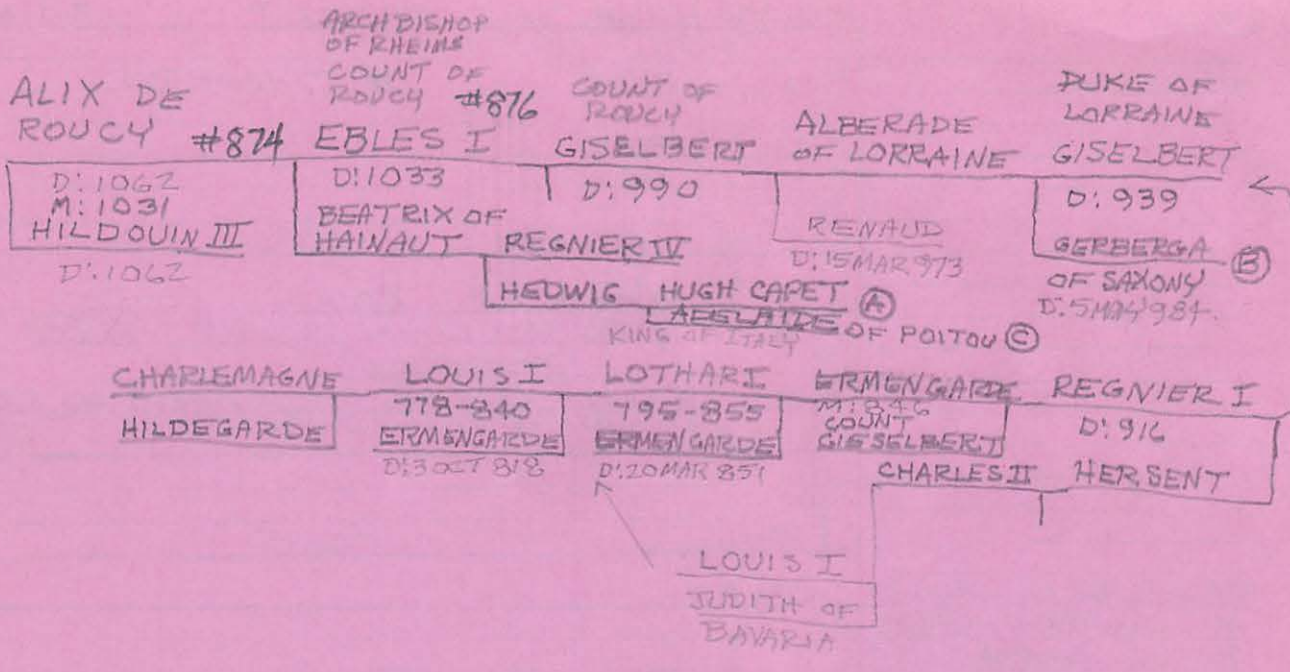 ALIX DE
ROUCY #874
D: 1062
M: 1031
HILDOUIN III
D: 1062
ARCHBISHOP
OF RHEIMS
COUNT OF
ROUCY #876
EBLES I
D: 1033
BEATRIX OF
HAINAUT
COUNT OF
ROUCY
GISELBERT
D: 990
REGNIER IV
HEDWIG
HUGH CAPET Ⓐ
ADELAIDE OF POITOU Ⓒ
ALBERADE
OF LORRAINE
RENAUD
D: 15 MAR 973
DUKE OF
LORRAINE
GISELBERT
D: 939
GERBERGA Ⓑ
OF SAXONY
D: 5 MAY 984
CHARLEMAGNE
HILDEGARDE
LOUIS I
778-840
ERMENGARDE
D: 3 OCT 818
KING OF ITALY
LOTHAR I
795-855
ERMENGARDE
D: 20 MAR 851
ERMENGARDE
M: 846
COUNT
GIESELBERT
REGNIER I
D: 916
HERSENT
CHARLES II
LOUIS I
JUDITH OF
BAVARIA